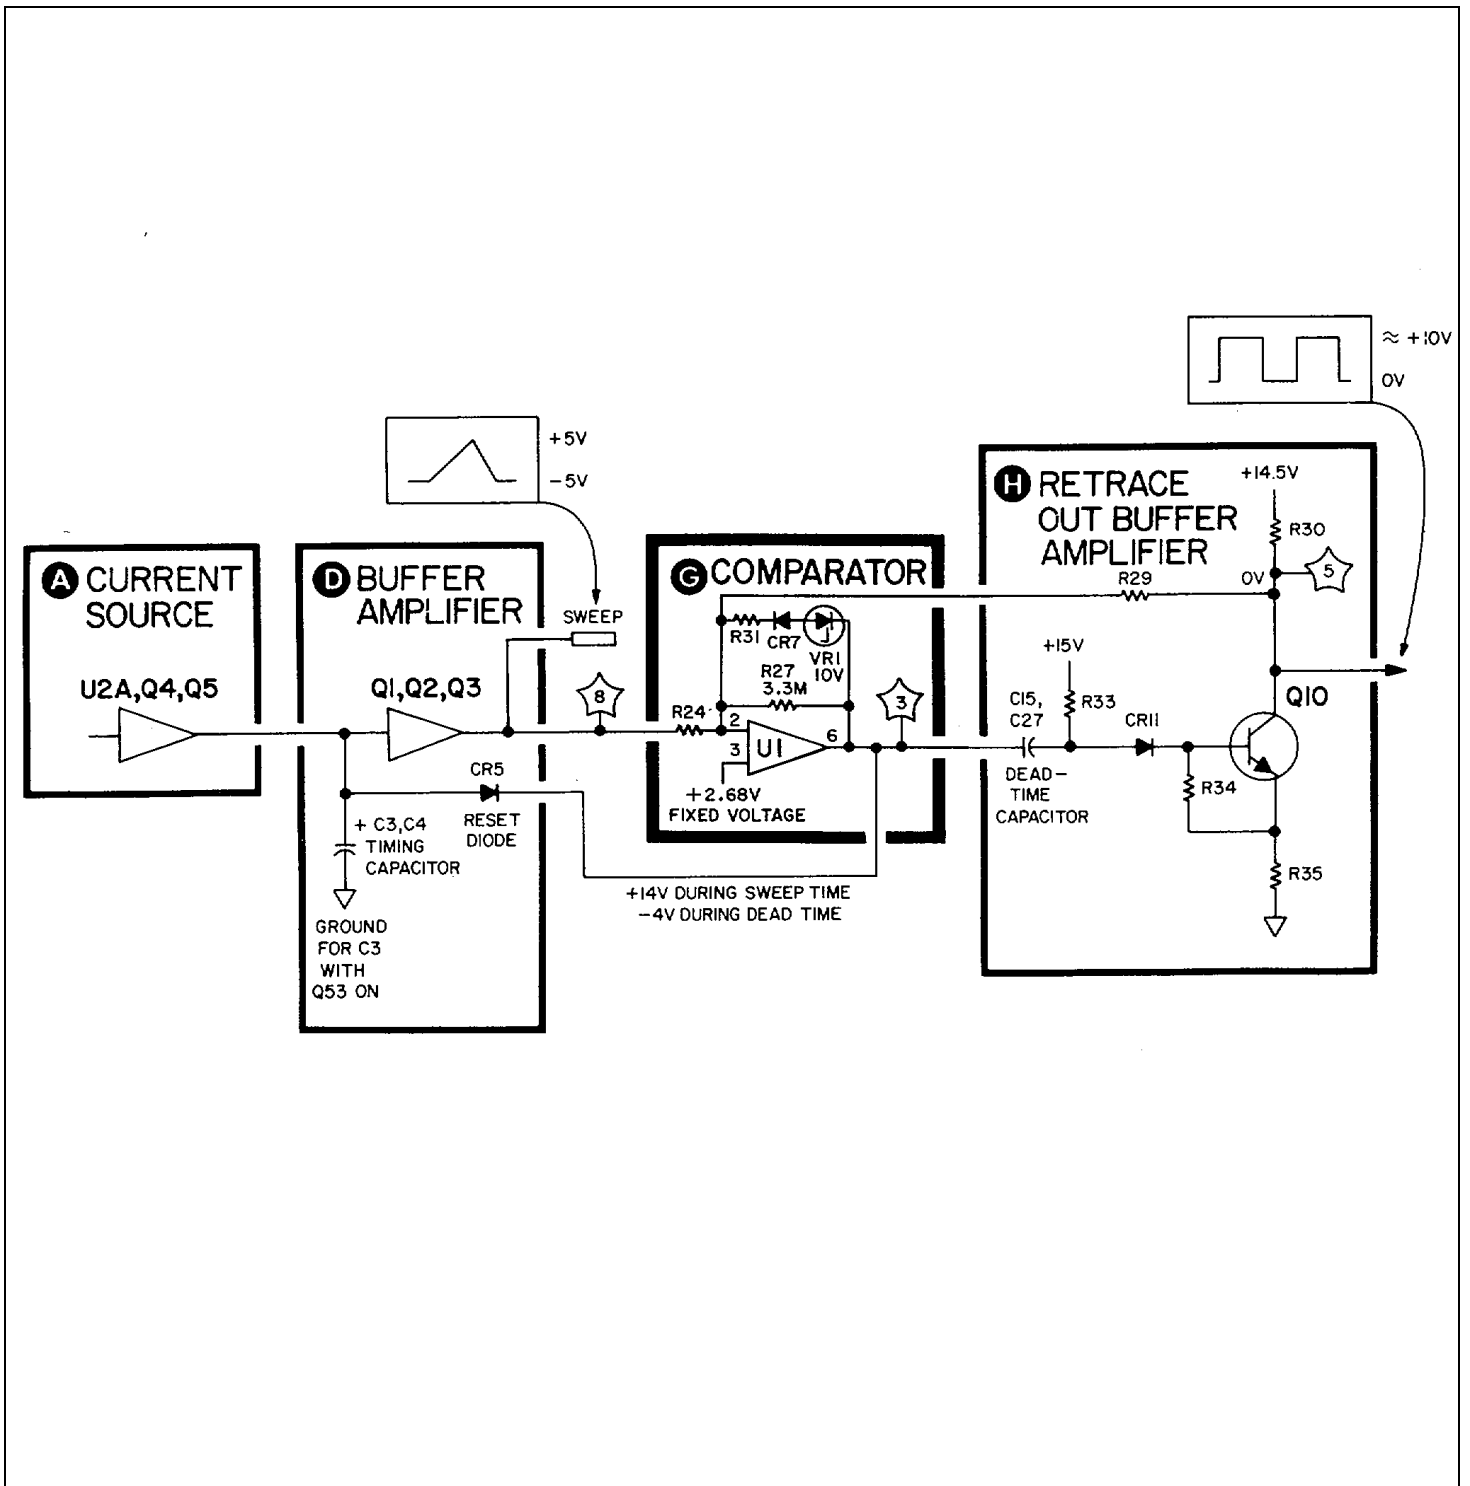 ≈ +10V
0V
+5V
-5V
A CURRENT
SOURCE
U2A,Q4,Q5
D BUFFER
AMPLIFIER
Q1,Q2,Q3
CR5
RESET
DIODE
+ C3,C4
TIMING
CAPACITOR
GROUND
FOR C3
WITH
Q53 ON
SWEEP
8
G COMPARATOR
R31
CR7
VR1
10V
R27
3.3M
R24
2
3
U1
6
+2.68V
FIXED VOLTAGE
3
+14V DURING SWEEP TIME
-4V DURING DEAD TIME
H RETRACE
OUT BUFFER
AMPLIFIER
+14.5V
R30
R29
0V
5
+15V
C15,
C27
R33
CR11
Q10
DEAD-
TIME
CAPACITOR
R34
R35